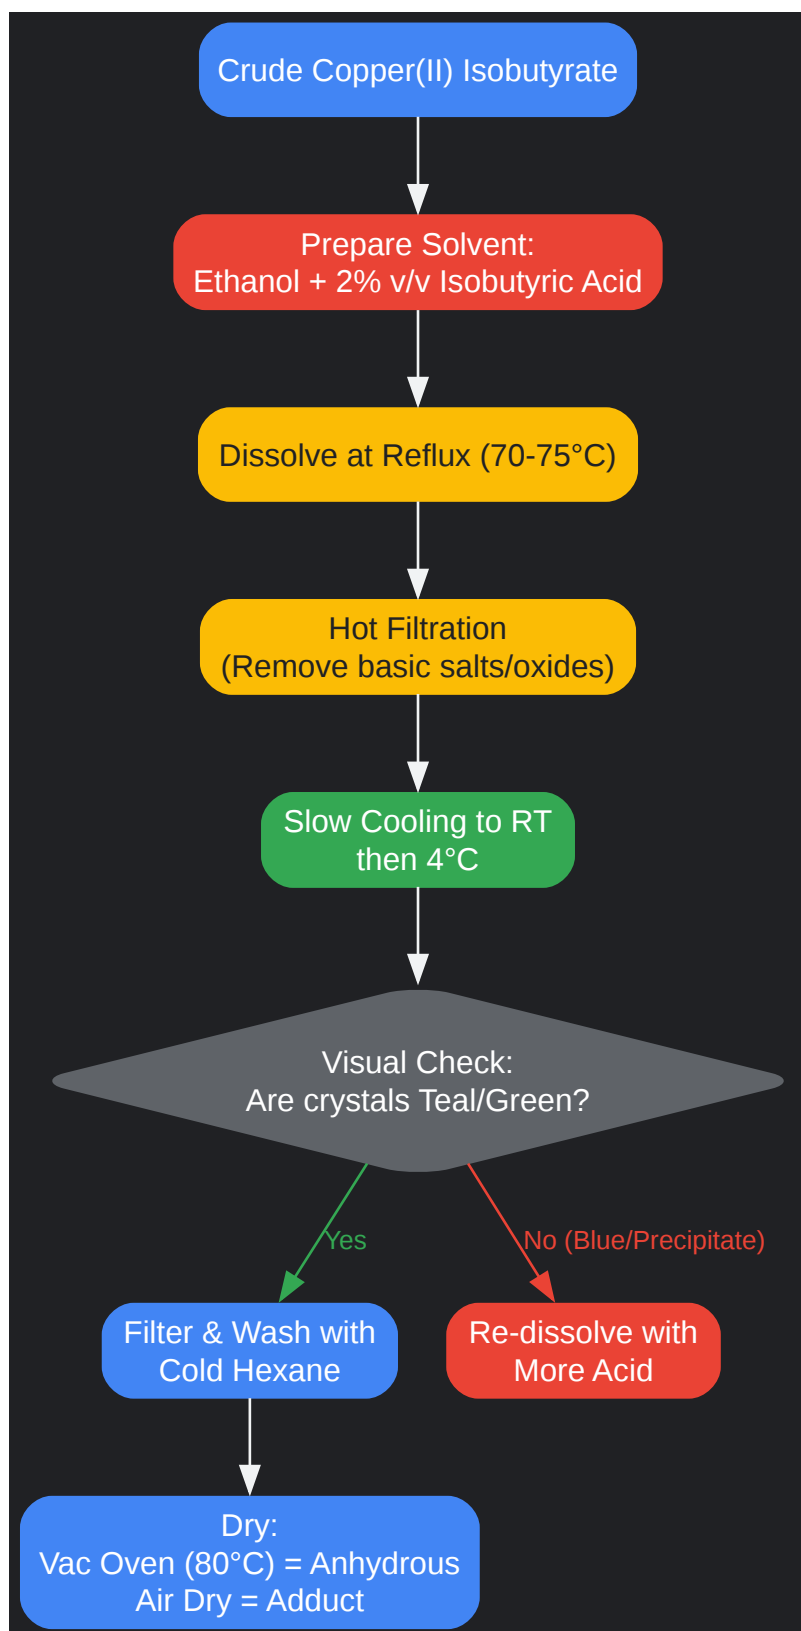 Crude Copper(II) Isobutyrate
Prepare Solvent:
Ethanol + 2% v/v Isobutyric Acid
Dissolve at Reflux (70-75°C)
Hot Filtration
(Remove basic salts/oxides)
Slow Cooling to RT
then 4°C
Visual Check:
Are crystals Teal/Green?
Yes
No (Blue/Precipitate)
Filter & Wash with
Cold Hexane
Re-dissolve with
More Acid
Dry:
Vac Oven (80°C) = Anhydrous
Air Dry = Adduct